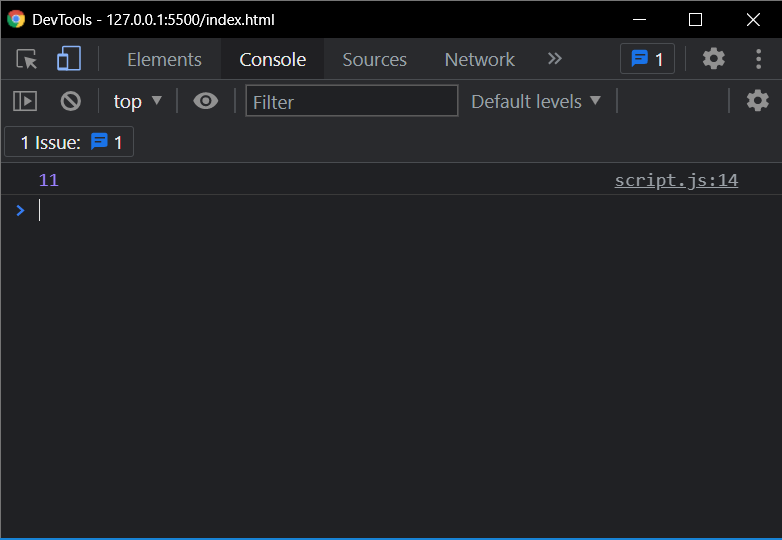 DevTools - 127.0.0.1:5500/index.html
Elements Console Sources Network 1
top Filter Default levels
1 Issue: 1
11 script.js:14